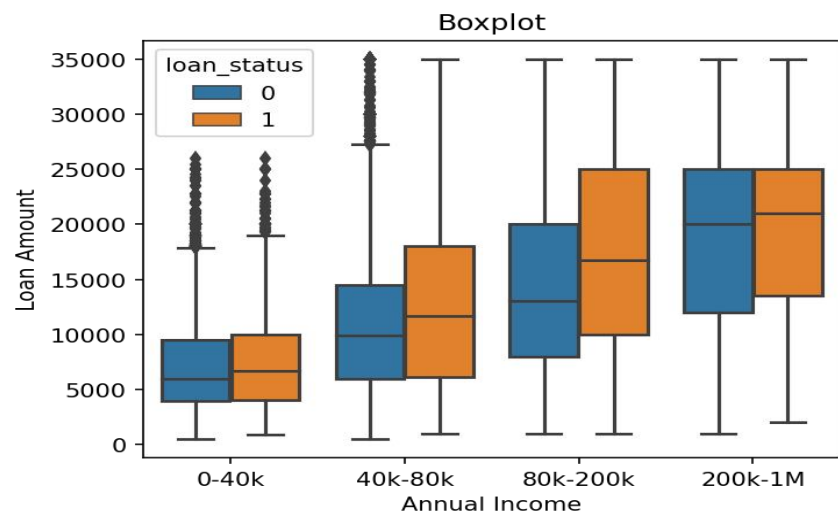 Boxplot
loan_status
0
1
Loan Amount
35000
30000
25000
20000
15000
10000
5000
0
0-40k 40k-80k 80k-200k 200k-1M
Annual Income